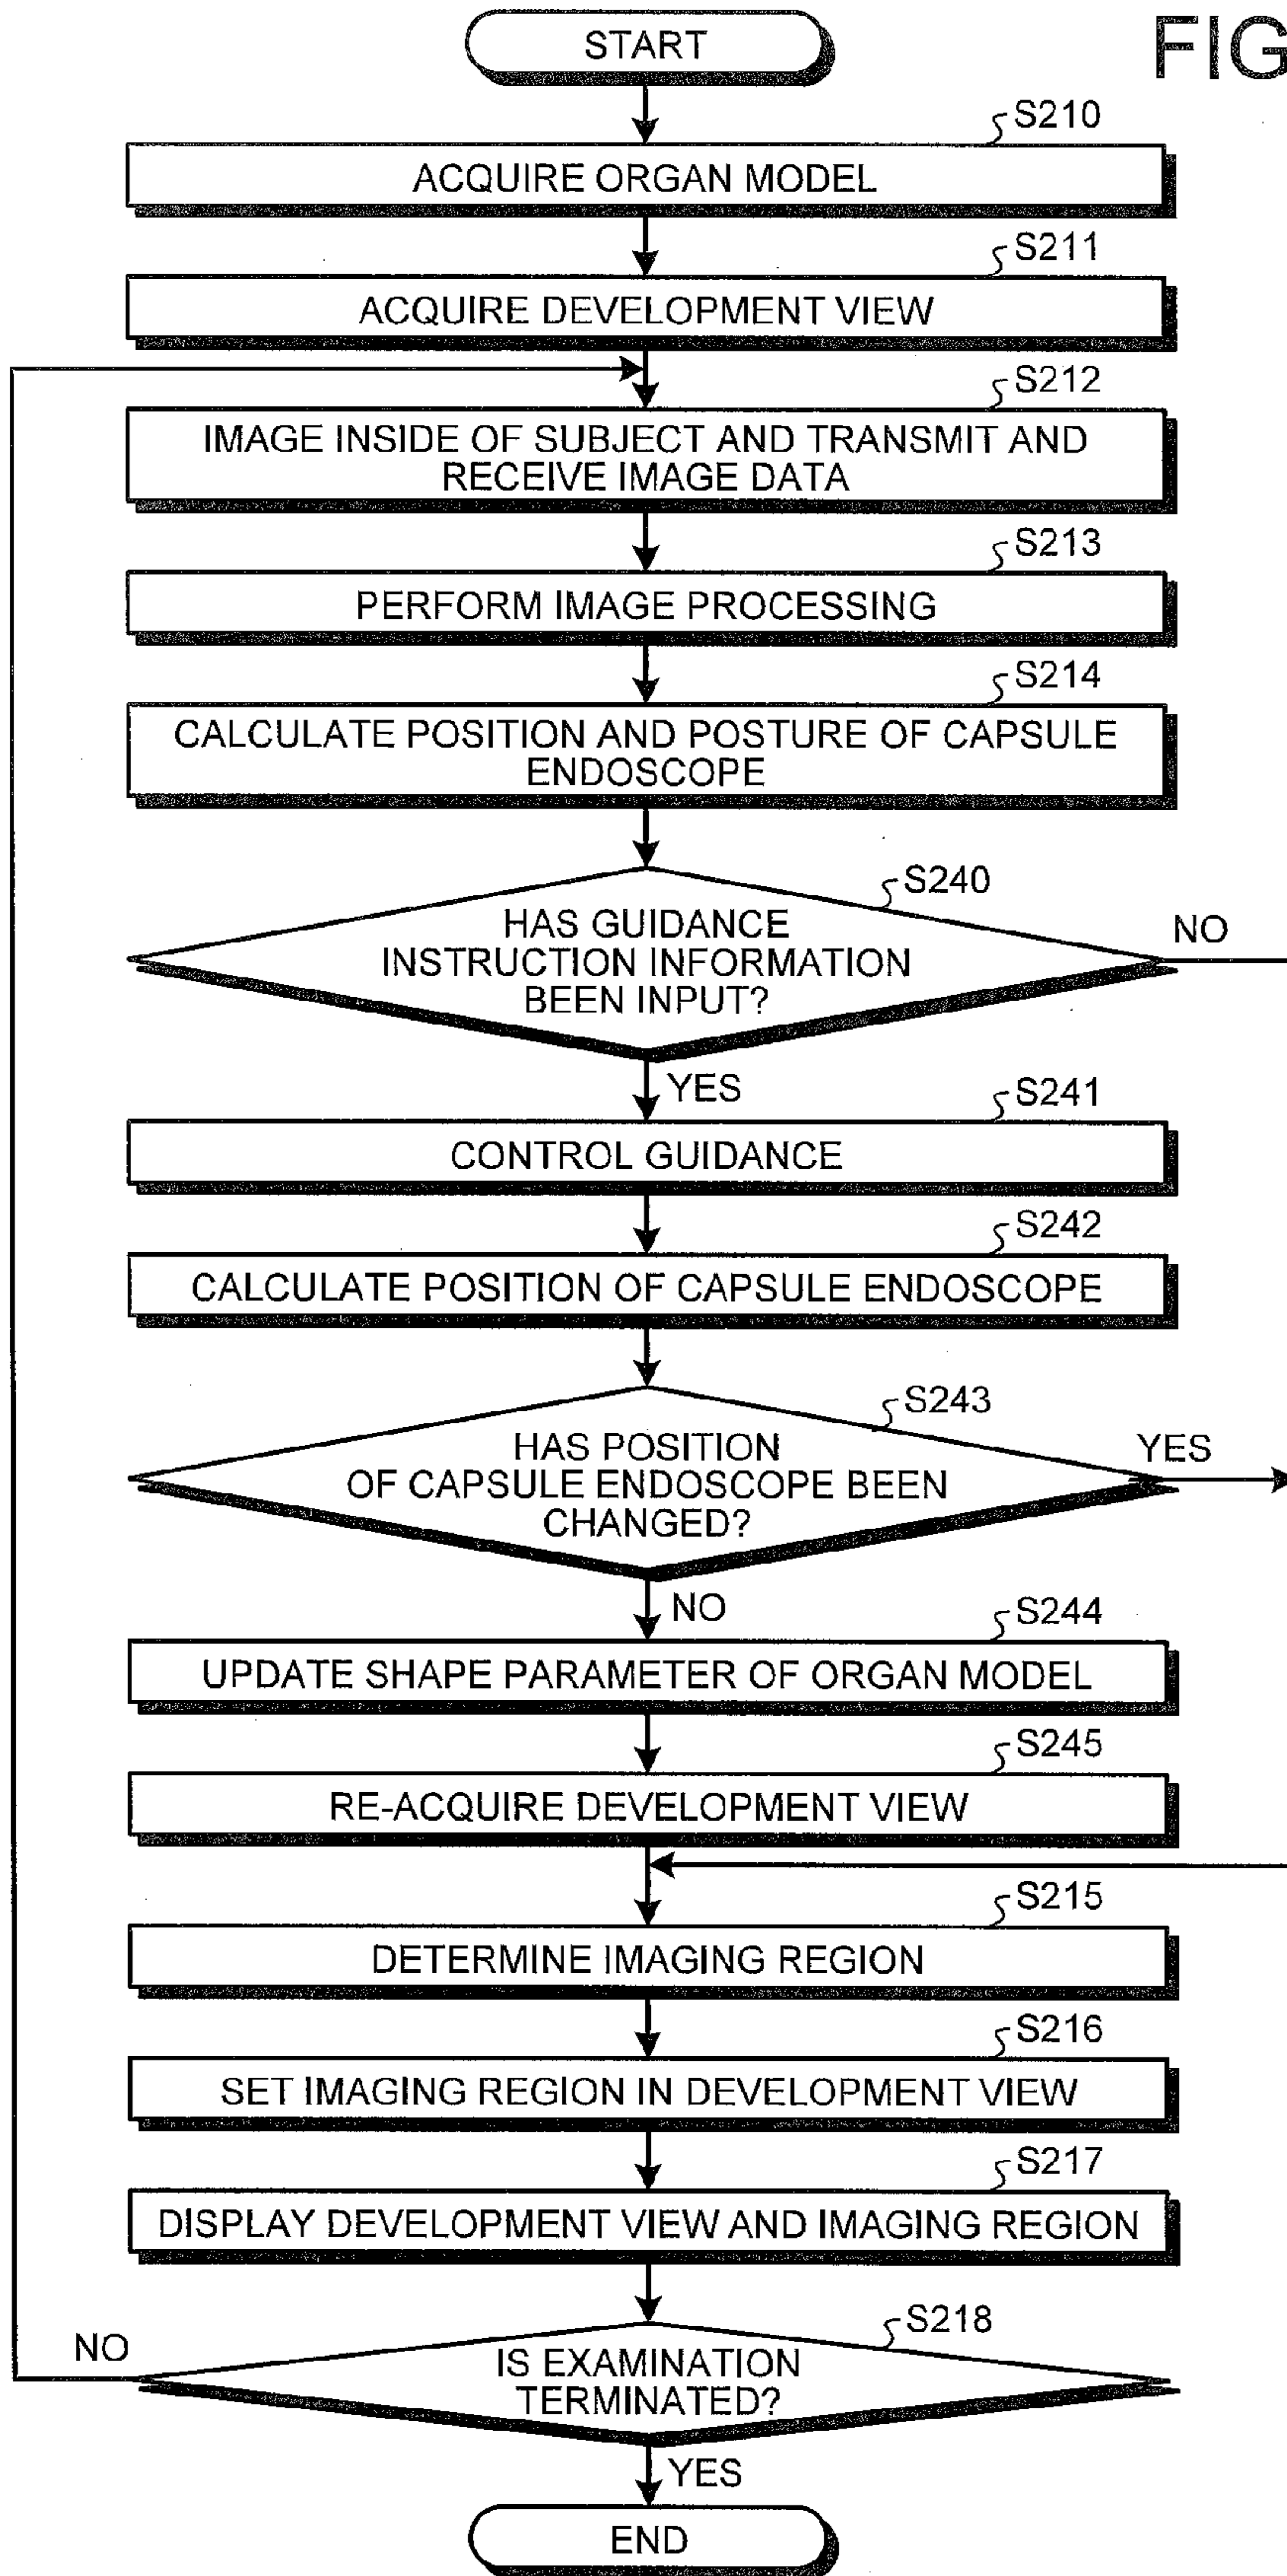 START
FIG
S210
ACQUIRE ORGAN MODEL
S211
ACQUIRE DEVELOPMENT VIEW
S212
IMAGE INSIDE OF SUBJECT AND TRANSMIT AND
RECEIVE IMAGE DATA
S213
PERFORM IMAGE PROCESSING
S214
CALCULATE POSITION AND POSTURE OF CAPSULE
ENDOSCOPE
S240
HAS GUIDANCE
INSTRUCTION INFORMATION
BEEN INPUT?
NO
YES
S241
CONTROL GUIDANCE
S242
CALCULATE POSITION OF CAPSULE ENDOSCOPE
S243
HAS POSITION
OF CAPSULE ENDOSCOPE BEEN
CHANGED?
YES
NO
S244
UPDATE SHAPE PARAMETER OF ORGAN MODEL
S245
RE-ACQUIRE DEVELOPMENT VIEW
S215
DETERMINE IMAGING REGION
S216
SET IMAGING REGION IN DEVELOPMENT VIEW
S217
DISPLAY DEVELOPMENT VIEW AND IMAGING REGION
S218
NO
IS EXAMINATION
TERMINATED?
YES
END